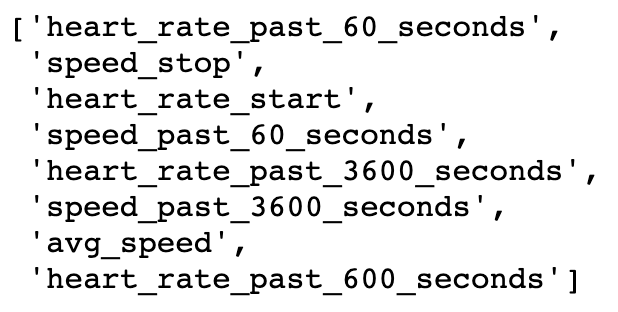 ['heart_rate_past_60_seconds',
'speed_stop',
'heart_rate_start',
'speed_past_60_seconds',
'heart_rate_past_3600_seconds',
'speed_past_3600_seconds',
'avg_speed',
'heart_rate_past_600_seconds']